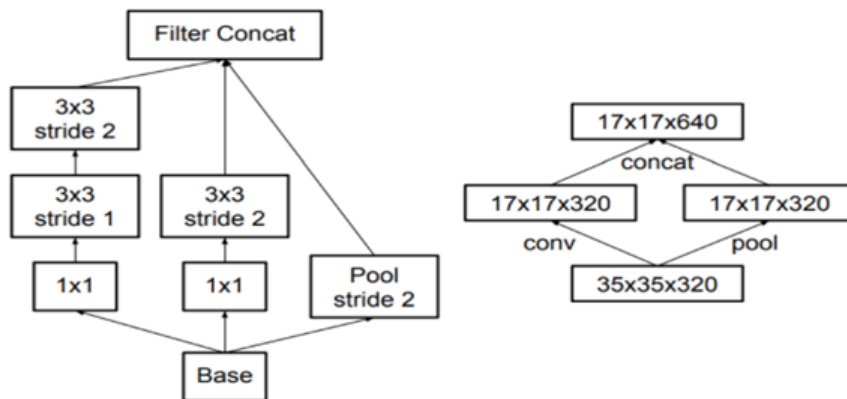 Filter Concat
3x3
stride 2
3x3
stride 1
3x3
stride 2
1x1
1x1
Pool
stride 2
Base
17x17x640
concat
17x17x320
17x17x320
conv
pool
35x35x320